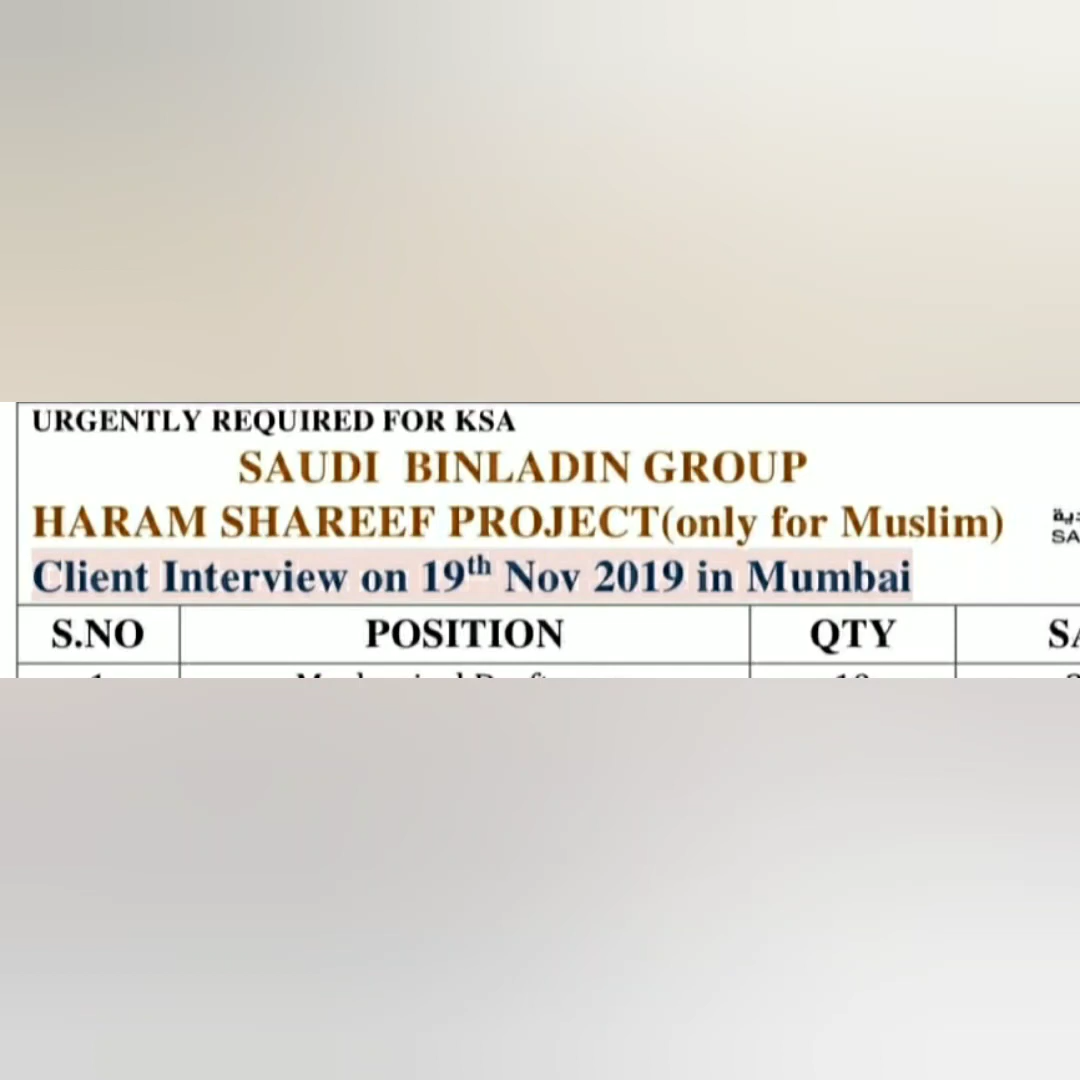 URGENTLY REQUIRED FOR KSA
SAUDI BINLADIN GROUP
HARAM SHAREEF PROJECT(only for Muslim)
Client Interview on 19th Nov 2019 in Mumbai
S.NO POSITION QTY